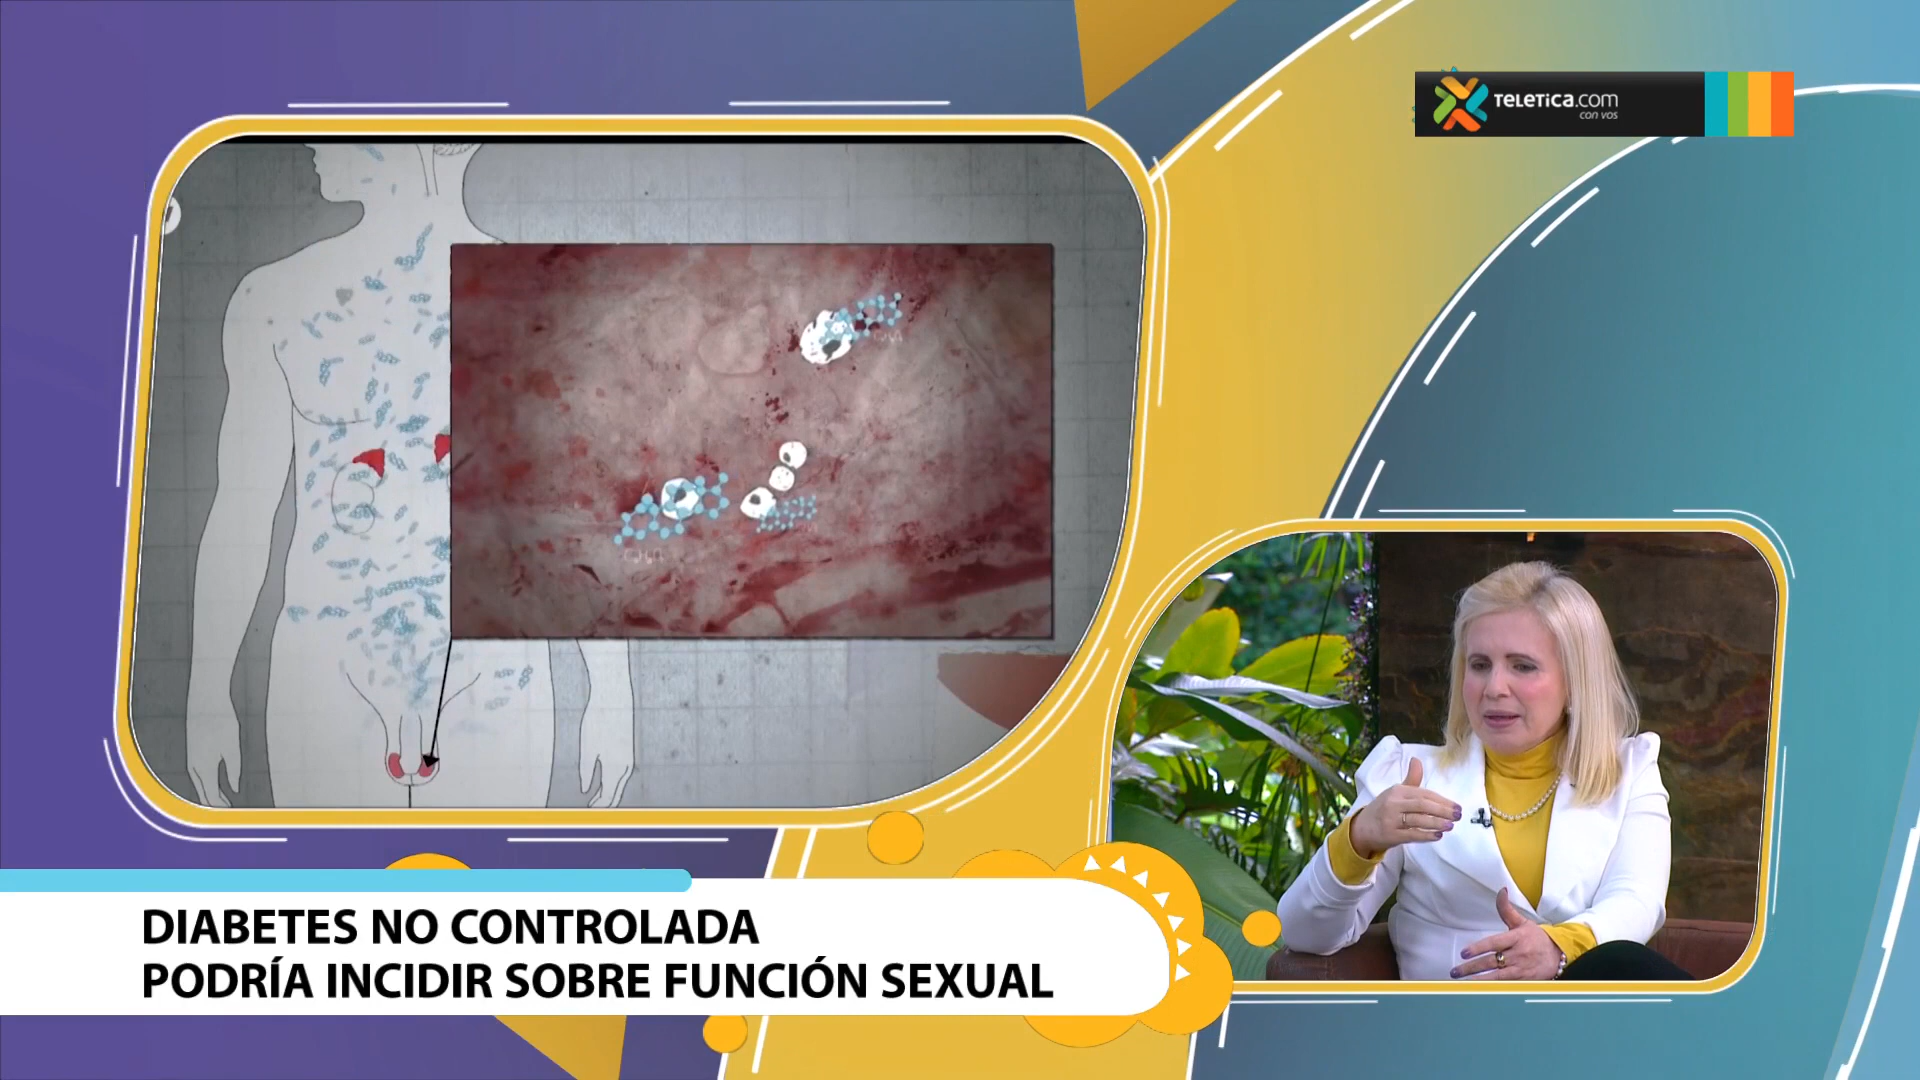 TELETICA.com
con vos
DIABETES NO CONTROLADA
PODRÍA INCIDIR SOBRE FUNCIÓN SEXUAL